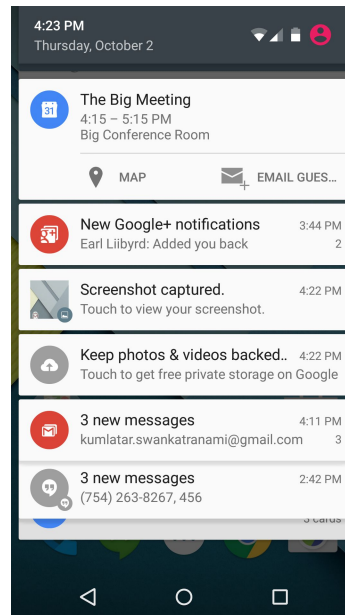 4:23 PM
Thursday, October 2
31
The Big Meeting
4:15 – 5:15 PM
Big Conference Room
MAP
EMAIL GUES...
New Google+ notifications 3:44 PM
Earl Liibyrd: Added you back 2
Screenshot captured. 4:22 PM
Touch to view your screenshot.
Keep photos & videos backed.. 4:22 PM
Touch to get free private storage on Google
3 new messages 4:11 PM
kumlatar.swankatranami@gmail.com 3
3 new messages 2:42 PM
(754) 263-8267, 456
3 cards